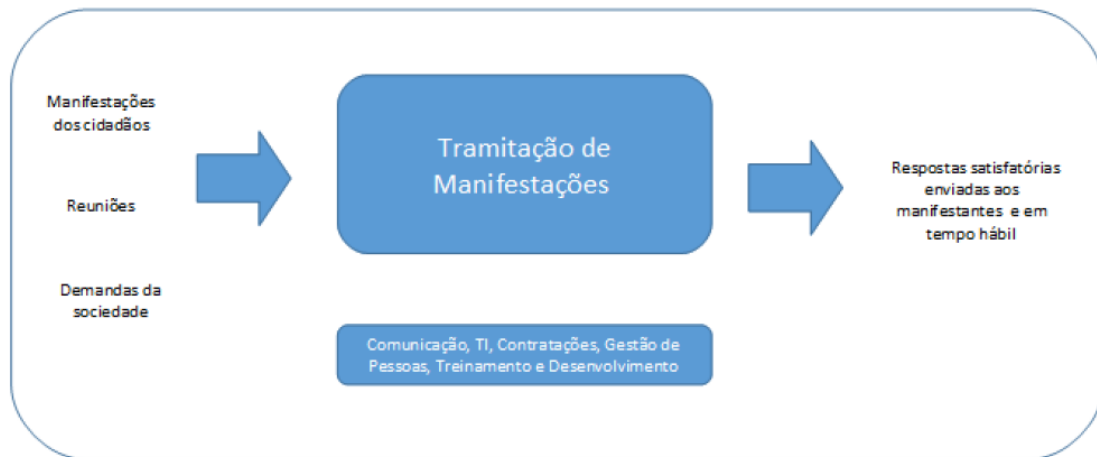 Manifestações
dos cidadãos
Reuniões
Demandas da
sociedade
Tramitação de
Manifestações
Comunicação, TI, Contratações, Gestão de
Pessoas, Treinamento e Desenvolvimento
Respostas satisfatórias
enviadas aos
manifestantes e em
tempo hábil